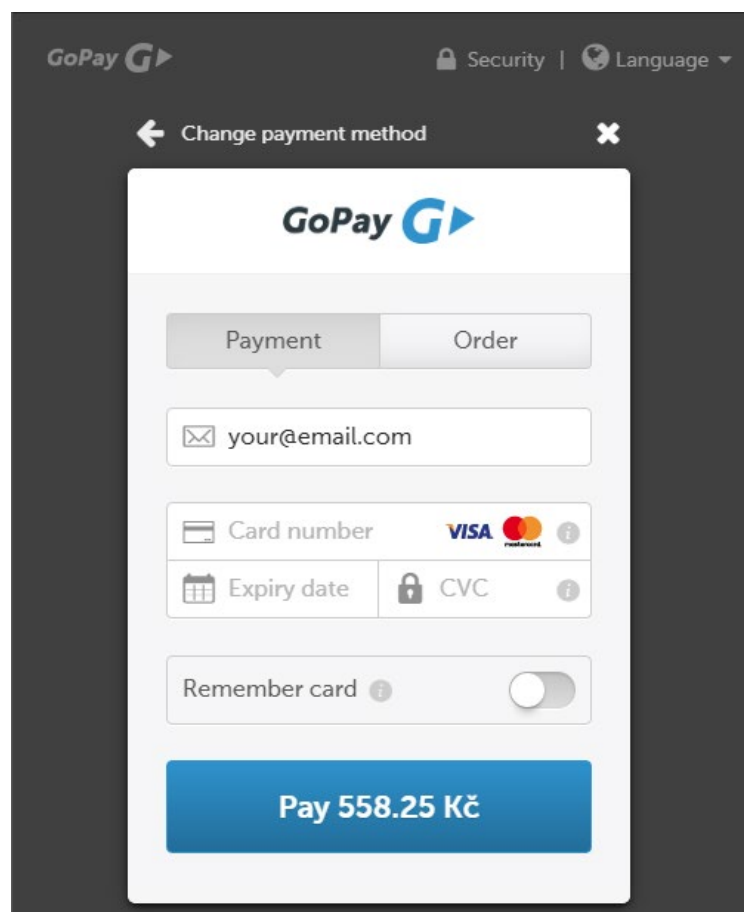 GoPay G Security | Language
Change payment method
GoPay G
Payment Order
your@email.com
Card number VISA mastercard
Expiry date CVC
Remember card
Pay 558.25 Kč